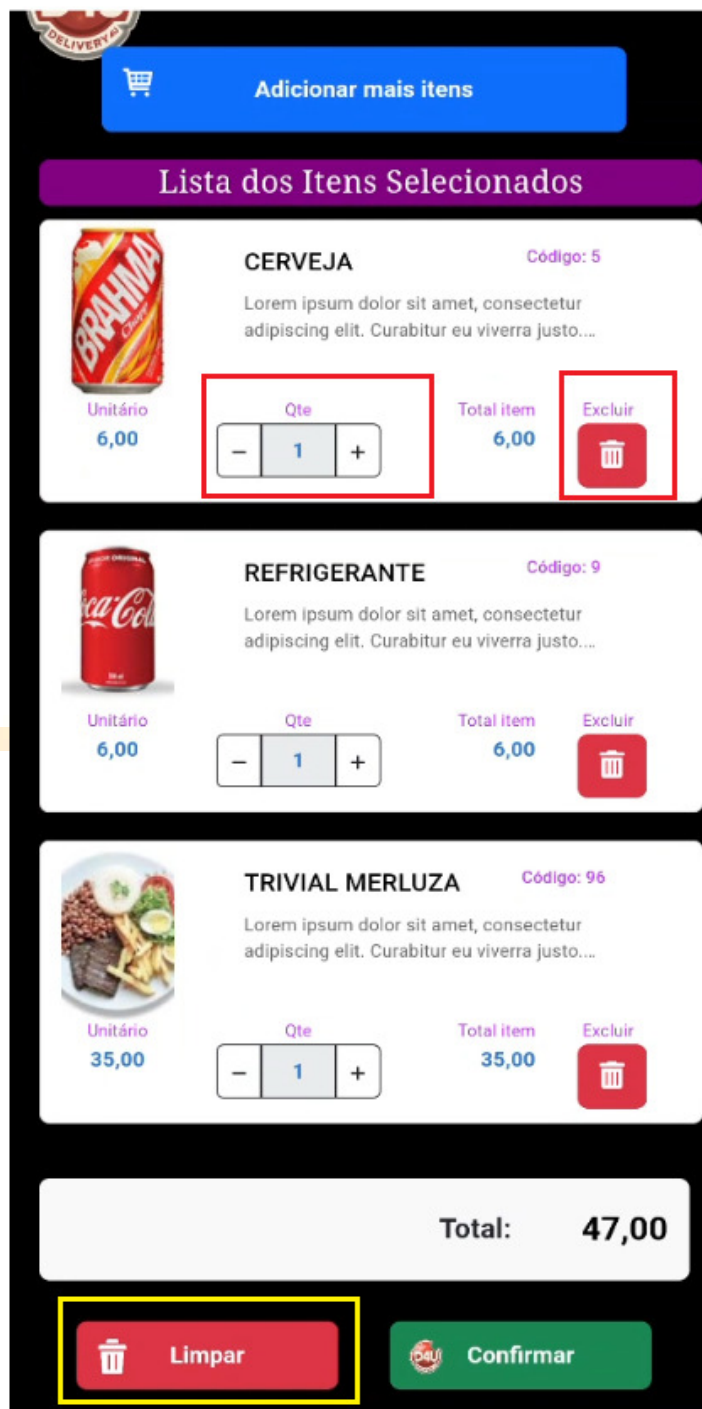 DELIVERY 4U
Adicionar mais itens
Lista dos Itens Selecionados
CERVEJA
Código: 5
Lorem ipsum dolor sit amet, consectetur
adipiscing elit. Curabitur eu viverra justo....
BRAHMA
Chopp
Unitário
Qte
Total item
Excluir
6,00
−
1
+
6,00
REFRIGERANTE
Código: 9
Lorem ipsum dolor sit amet, consectetur
adipiscing elit. Curabitur eu viverra justo....
Unitário
Qte
Total item
Excluir
6,00
−
1
+
6,00
TRIVIAL MERLUZA
Código: 96
Lorem ipsum dolor sit amet, consectetur
adipiscing elit. Curabitur eu viverra justo....
Unitário
Qte
Total item
Excluir
35,00
−
1
+
35,00
Total:
47,00
Limpar
D4U
Confirmar